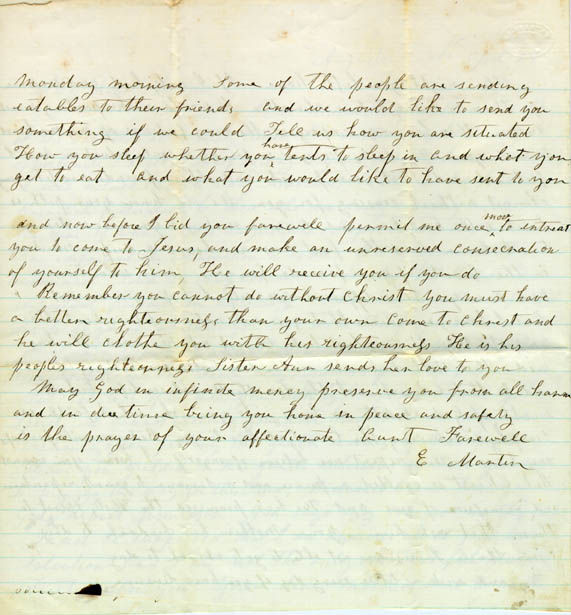 Monday morning Some of the people are sending
eatables to their friends and we would like to send you
something if we could Tell us how you are situated
How you sleep whether you have tents to sleep in and what you
get to eat and what you would like to have sent to you
and now before I bid you farewell permit me once more to intreat
you to come to Jesus, and make an unreserved consecration
of yourself to him, He will receive you if you do
Remember you cannot do without Christ you must have
a better righteousness than your own Come to Christ and
he will clothe you with his righteousness He is his
peoples righteousness Sister Ann sends her love to you
May God in infinite mercy preserve you from all harm
and in due time bring you home in peace and safety
is the prayer of your affectionate Aunt Farewell
E Martin